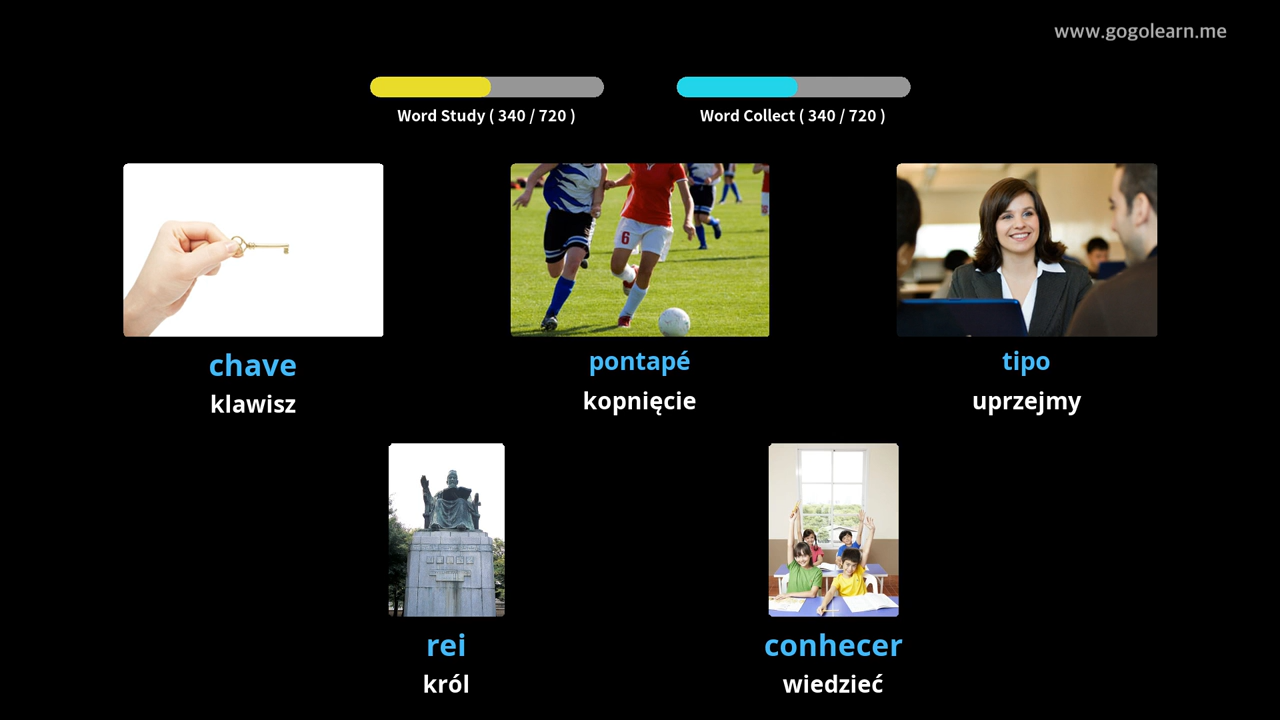 www.gogolearn.me
Word Study ( 340 / 720 )
Word Collect ( 340 / 720 )
chave
klawisz
pontapé
kopnięcie
tipo
uprzejmy
rei
król
conhecer
wiedzieć